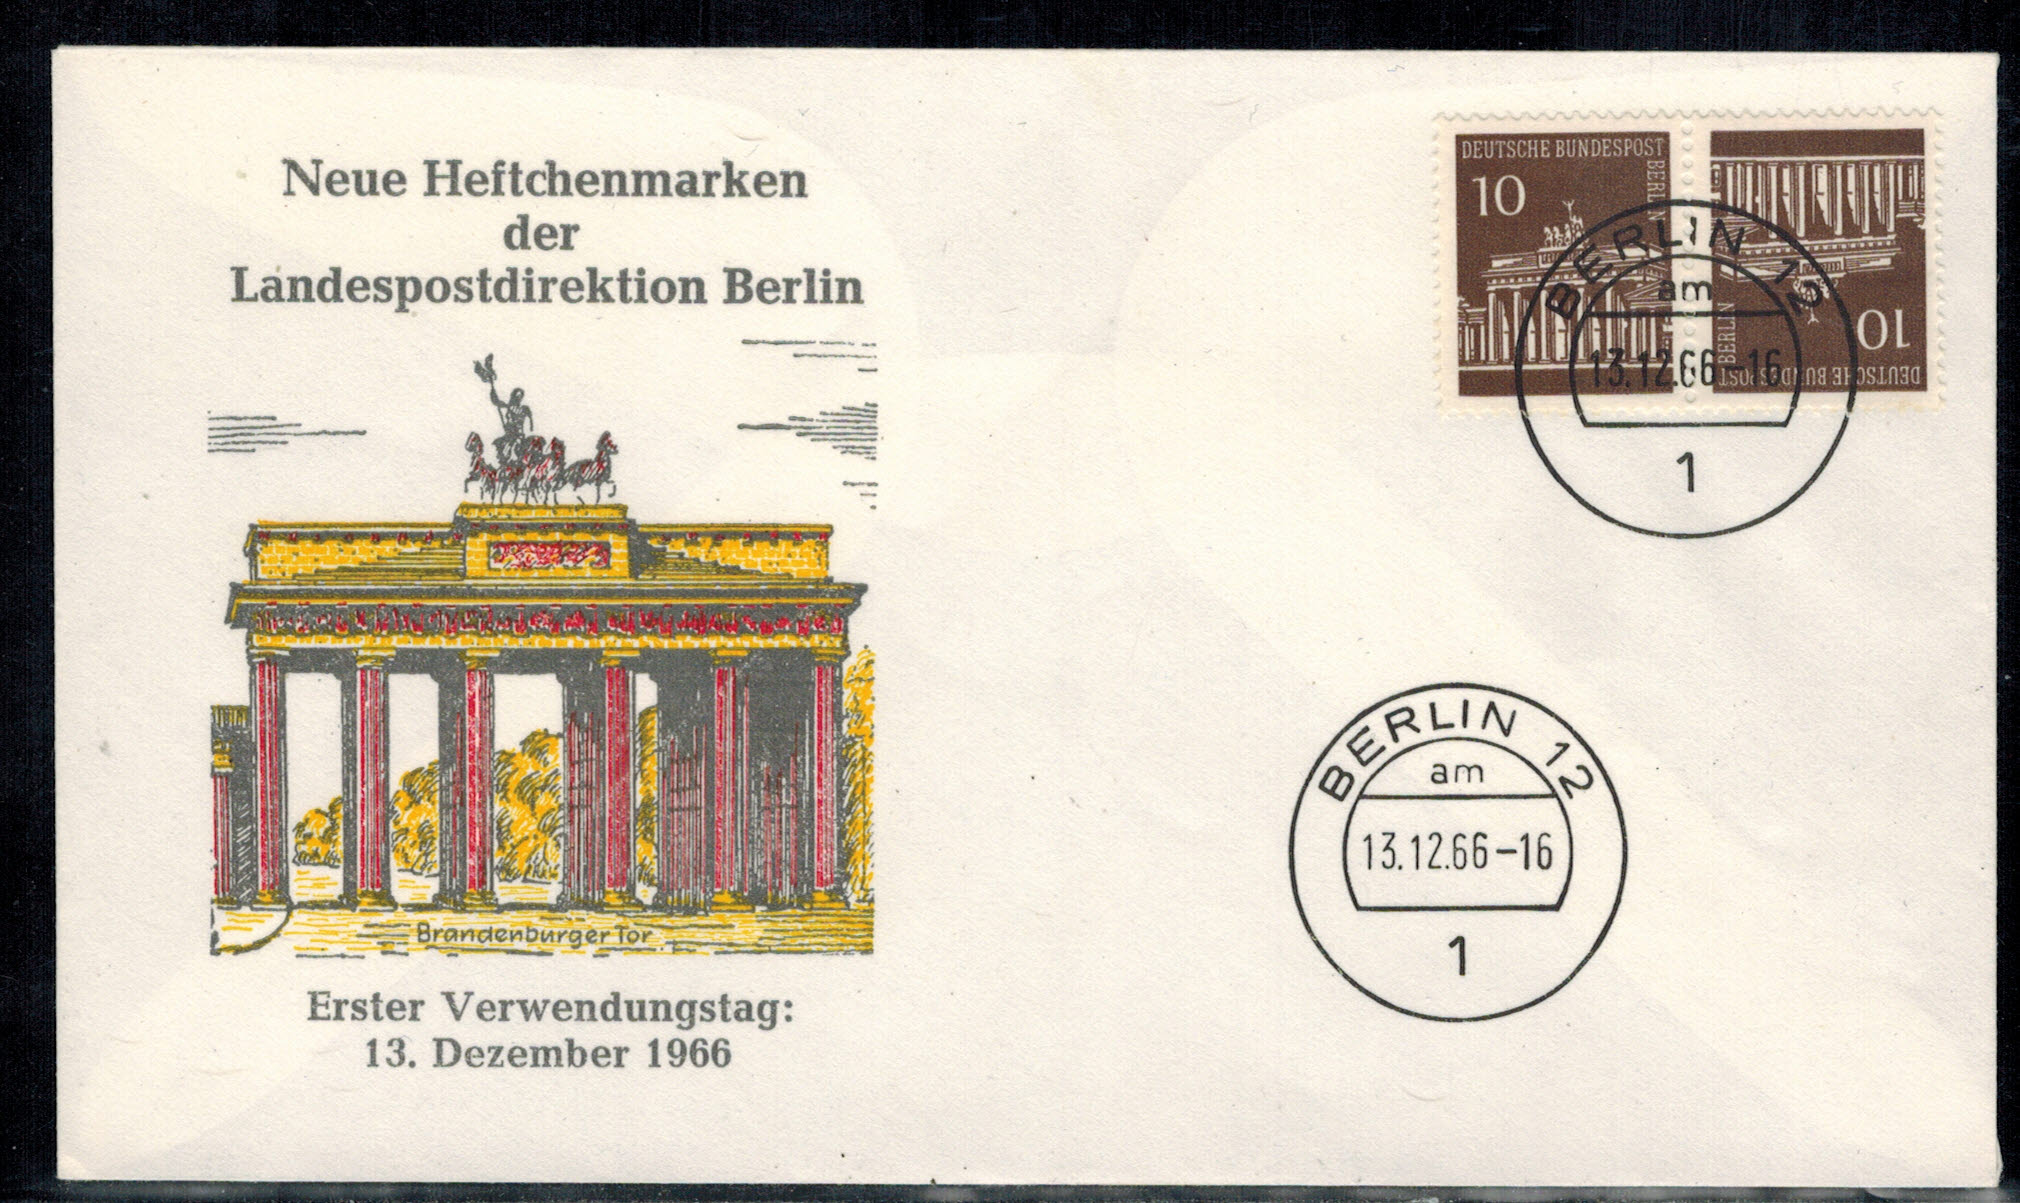 Neue Heftchenmarken
der
Landespostdirektion Berlin
Brandenburger Tor
Erster Verwendungstag:
13. Dezember 1966
DEUTSCHE BUNDESPOST
BERLIN
10
DEUTSCHE BUNDESPOST
BERLIN
10
BERLIN 12
am
13.12.66-16
1
BERLIN 12
am
13.12.66-16
1